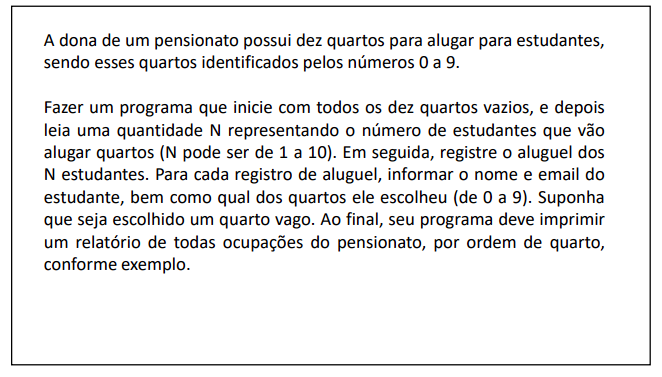 A dona de um pensionato possui dez quartos para alugar para estudantes,
sendo esses quartos identificados pelos números 0 a 9.
Fazer um programa que inicie com todos os dez quartos vazios, e depois
leia uma quantidade N representando o número de estudantes que vão
alugar quartos (N pode ser de 1 a 10). Em seguida, registre o aluguel dos
N estudantes. Para cada registro de aluguel, informar o nome e email do
estudante, bem como qual dos quartos ele escolheu (de 0 a 9). Suponha
que seja escolhido um quarto vago. Ao final, seu programa deve imprimir
um relatório de todas ocupações do pensionato, por ordem de quarto,
conforme exemplo.